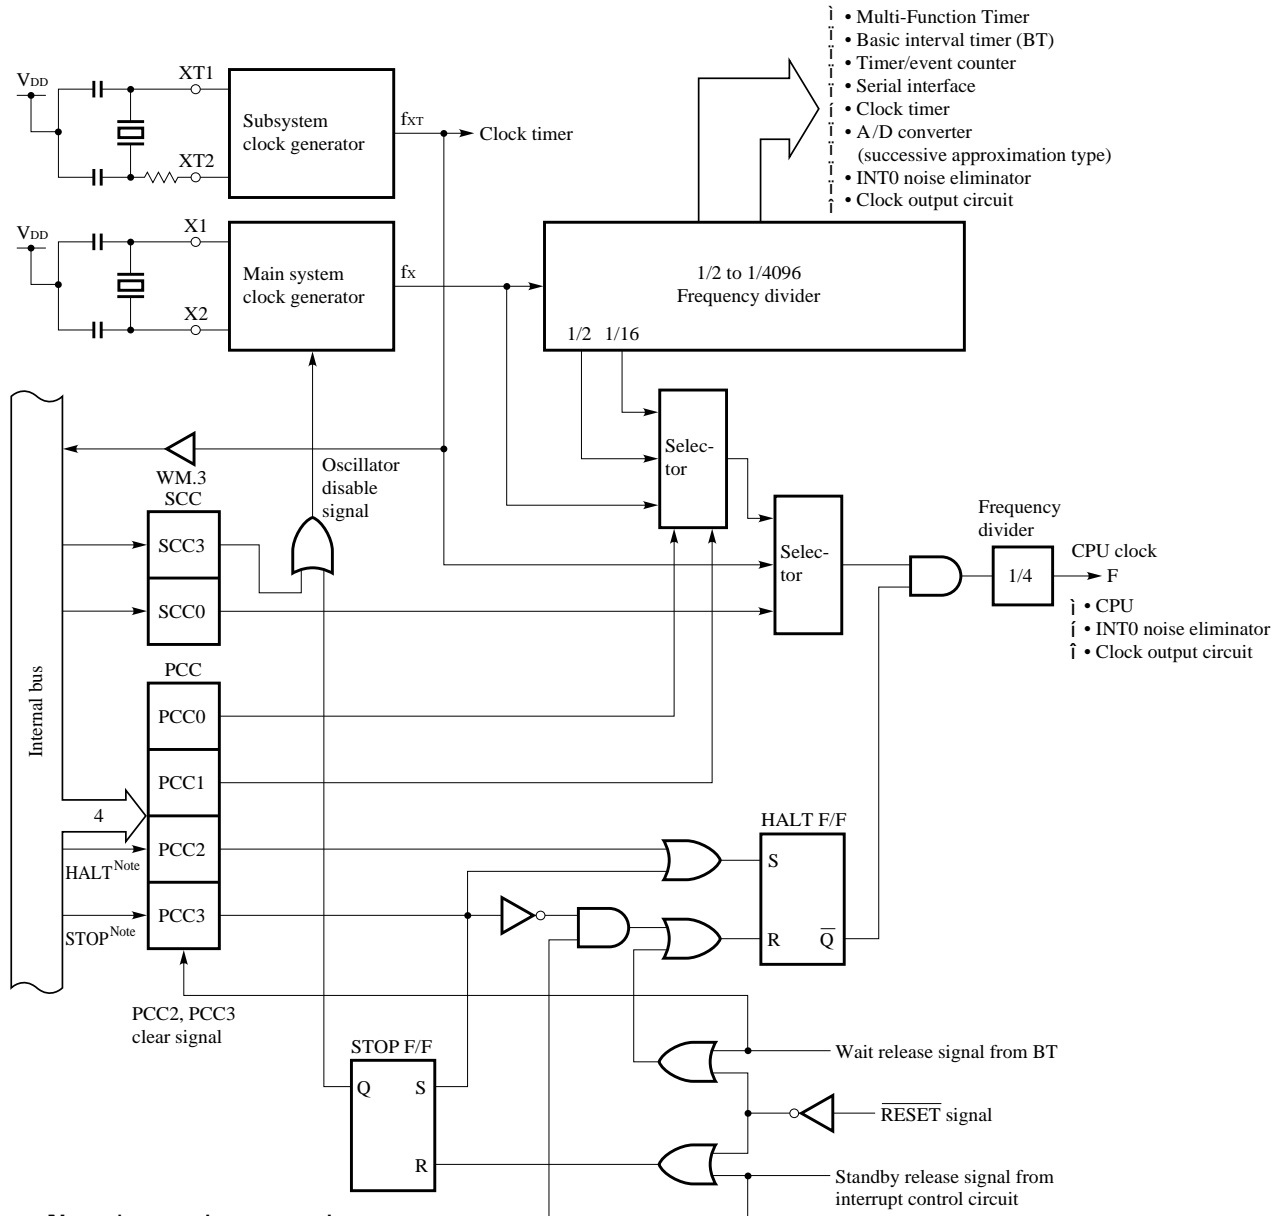 • Multi-Function Timer
• Basic interval timer (BT)
• Timer/event counter
• Serial interface
• Clock timer
• A/D converter
(successive approximation type)
• INT0 noise eliminator
• Clock output circuit
VDD
XT1
XT2
Subsystem
clock generator
fXT
Clock timer
VDD
X1
X2
Main system
clock generator
fX
1/2 to 1/4096
Frequency divider
1/2 1/16
Selec-
tor
Oscillator
disable
signal
WM.3
SCC
SCC3
SCC0
Selec-
tor
Frequency
divider
1/4
CPU clock
F
• CPU
• INT0 noise eliminator
• Clock output circuit
Internal bus
PCC
PCC0
PCC1
4
PCC2
HALT Note
PCC3
STOP Note
HALT F/F
S
R Q
PCC2, PCC3
clear signal
STOP F/F
Q S
R
Wait release signal from BT
RESET signal
Standby release signal from
interrupt control circuit